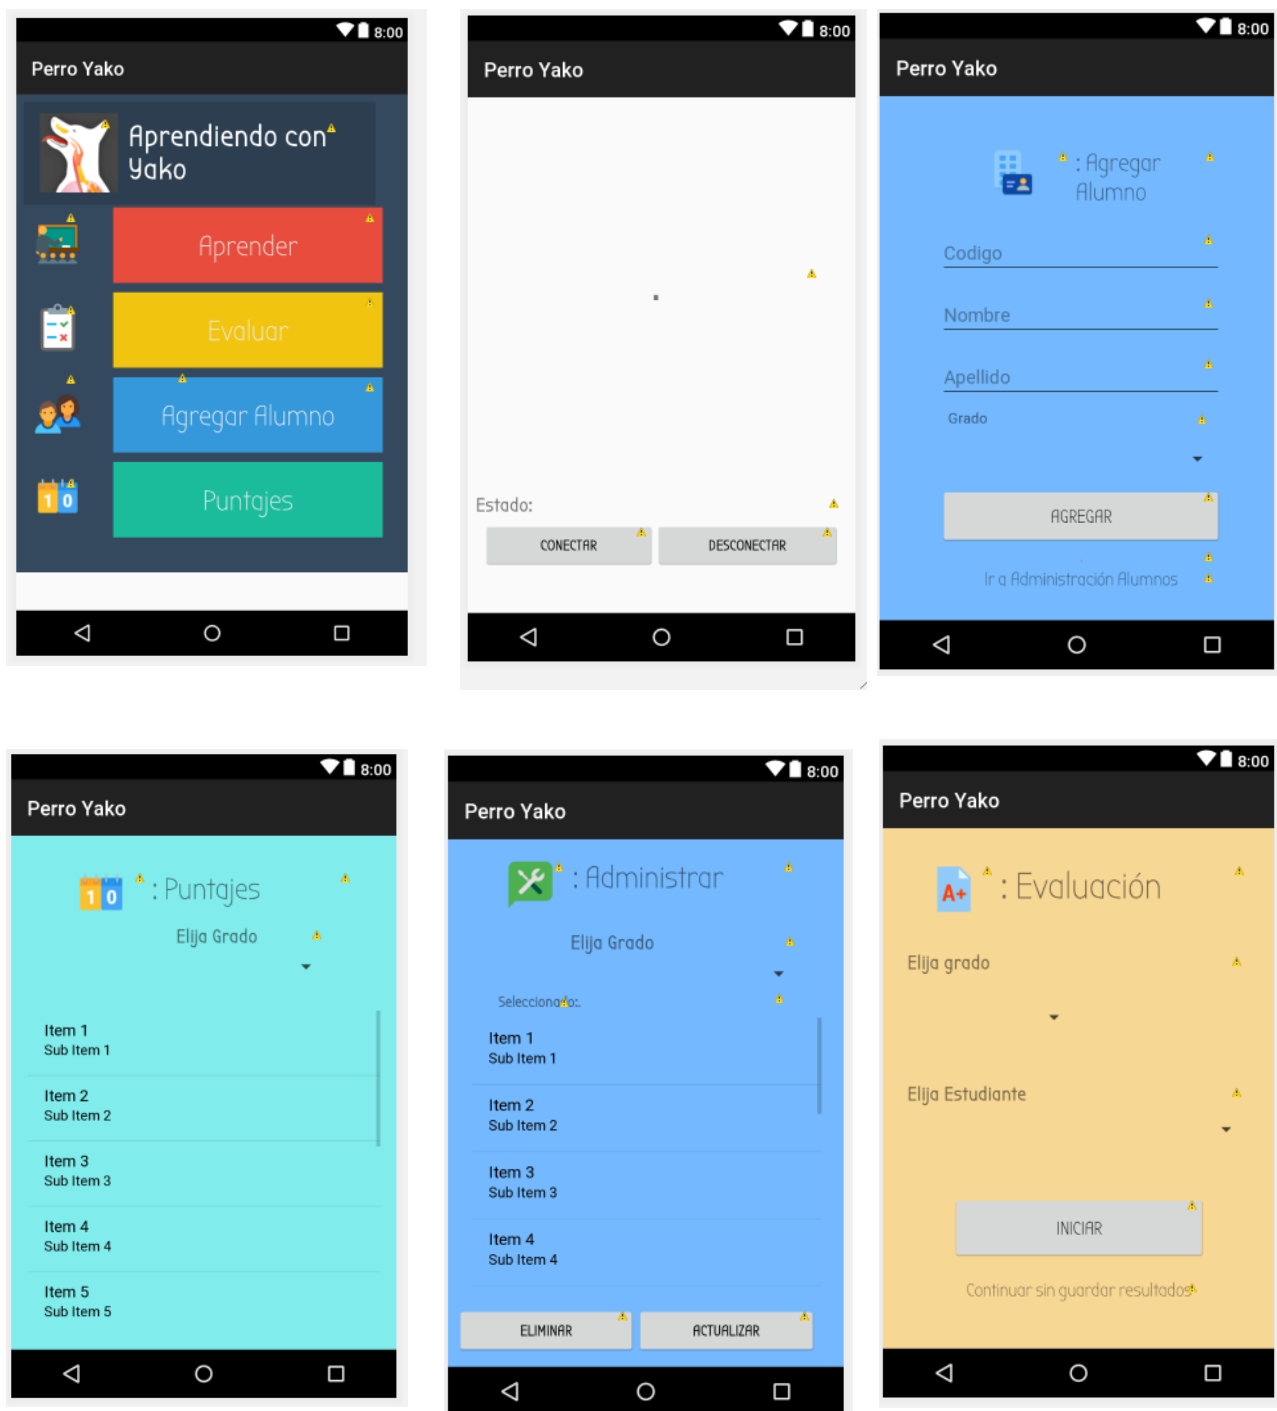 8:00
Perro Yako
Aprendiendo con
Yako
Aprender
Evaluar
Agregar Alumno
1 0
Puntajes
8:00
Perro Yako
Estado:
CONECTAR
DESCONECTAR
8:00
Perro Yako
: Agregar
Alumno
Codigo
Nombre
Apellido
Grado
AGREGAR
Ir a Administración Alumnos
8:00
Perro Yako
1 0
: Puntajes
Elija Grado
Item 1
Sub Item 1
Item 2
Sub Item 2
Item 3
Sub Item 3
Item 4
Sub Item 4
Item 5
Sub Item 5
8:00
Perro Yako
: Administrar
Elija Grado
Seleccionado:.
Item 1
Sub Item 1
Item 2
Sub Item 2
Item 3
Sub Item 3
Item 4
Sub Item 4
ELIMINAR
ACTUALIZAR
8:00
Perro Yako
A+
: Evaluación
Elija grado
Elija Estudiante
INICIAR
Continuar sin guardar resultados